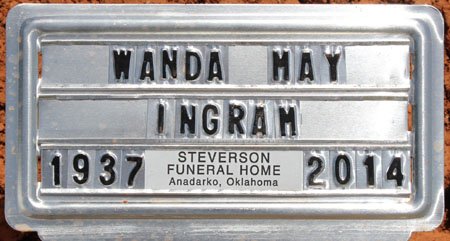 WANDA MAY
INGRAM
1937 STEVERSON 2014
FUNERAL HOME
Anadarko, Oklahoma